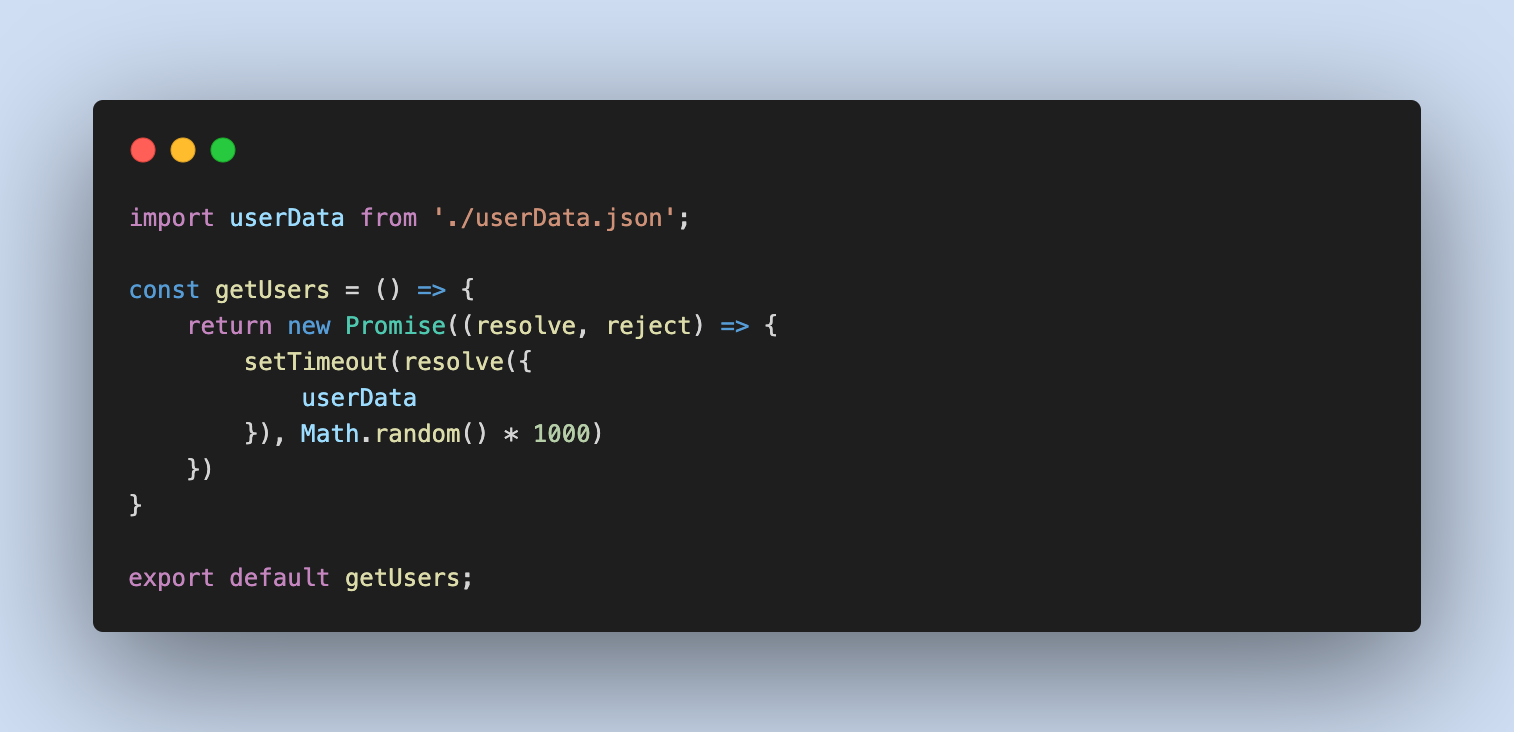 import userData from './userData.json';

const getUsers = () => {
    return new Promise((resolve, reject) => {
        setTimeout(resolve({
            userData
        }), Math.random() * 1000)
    })
}

export default getUsers;